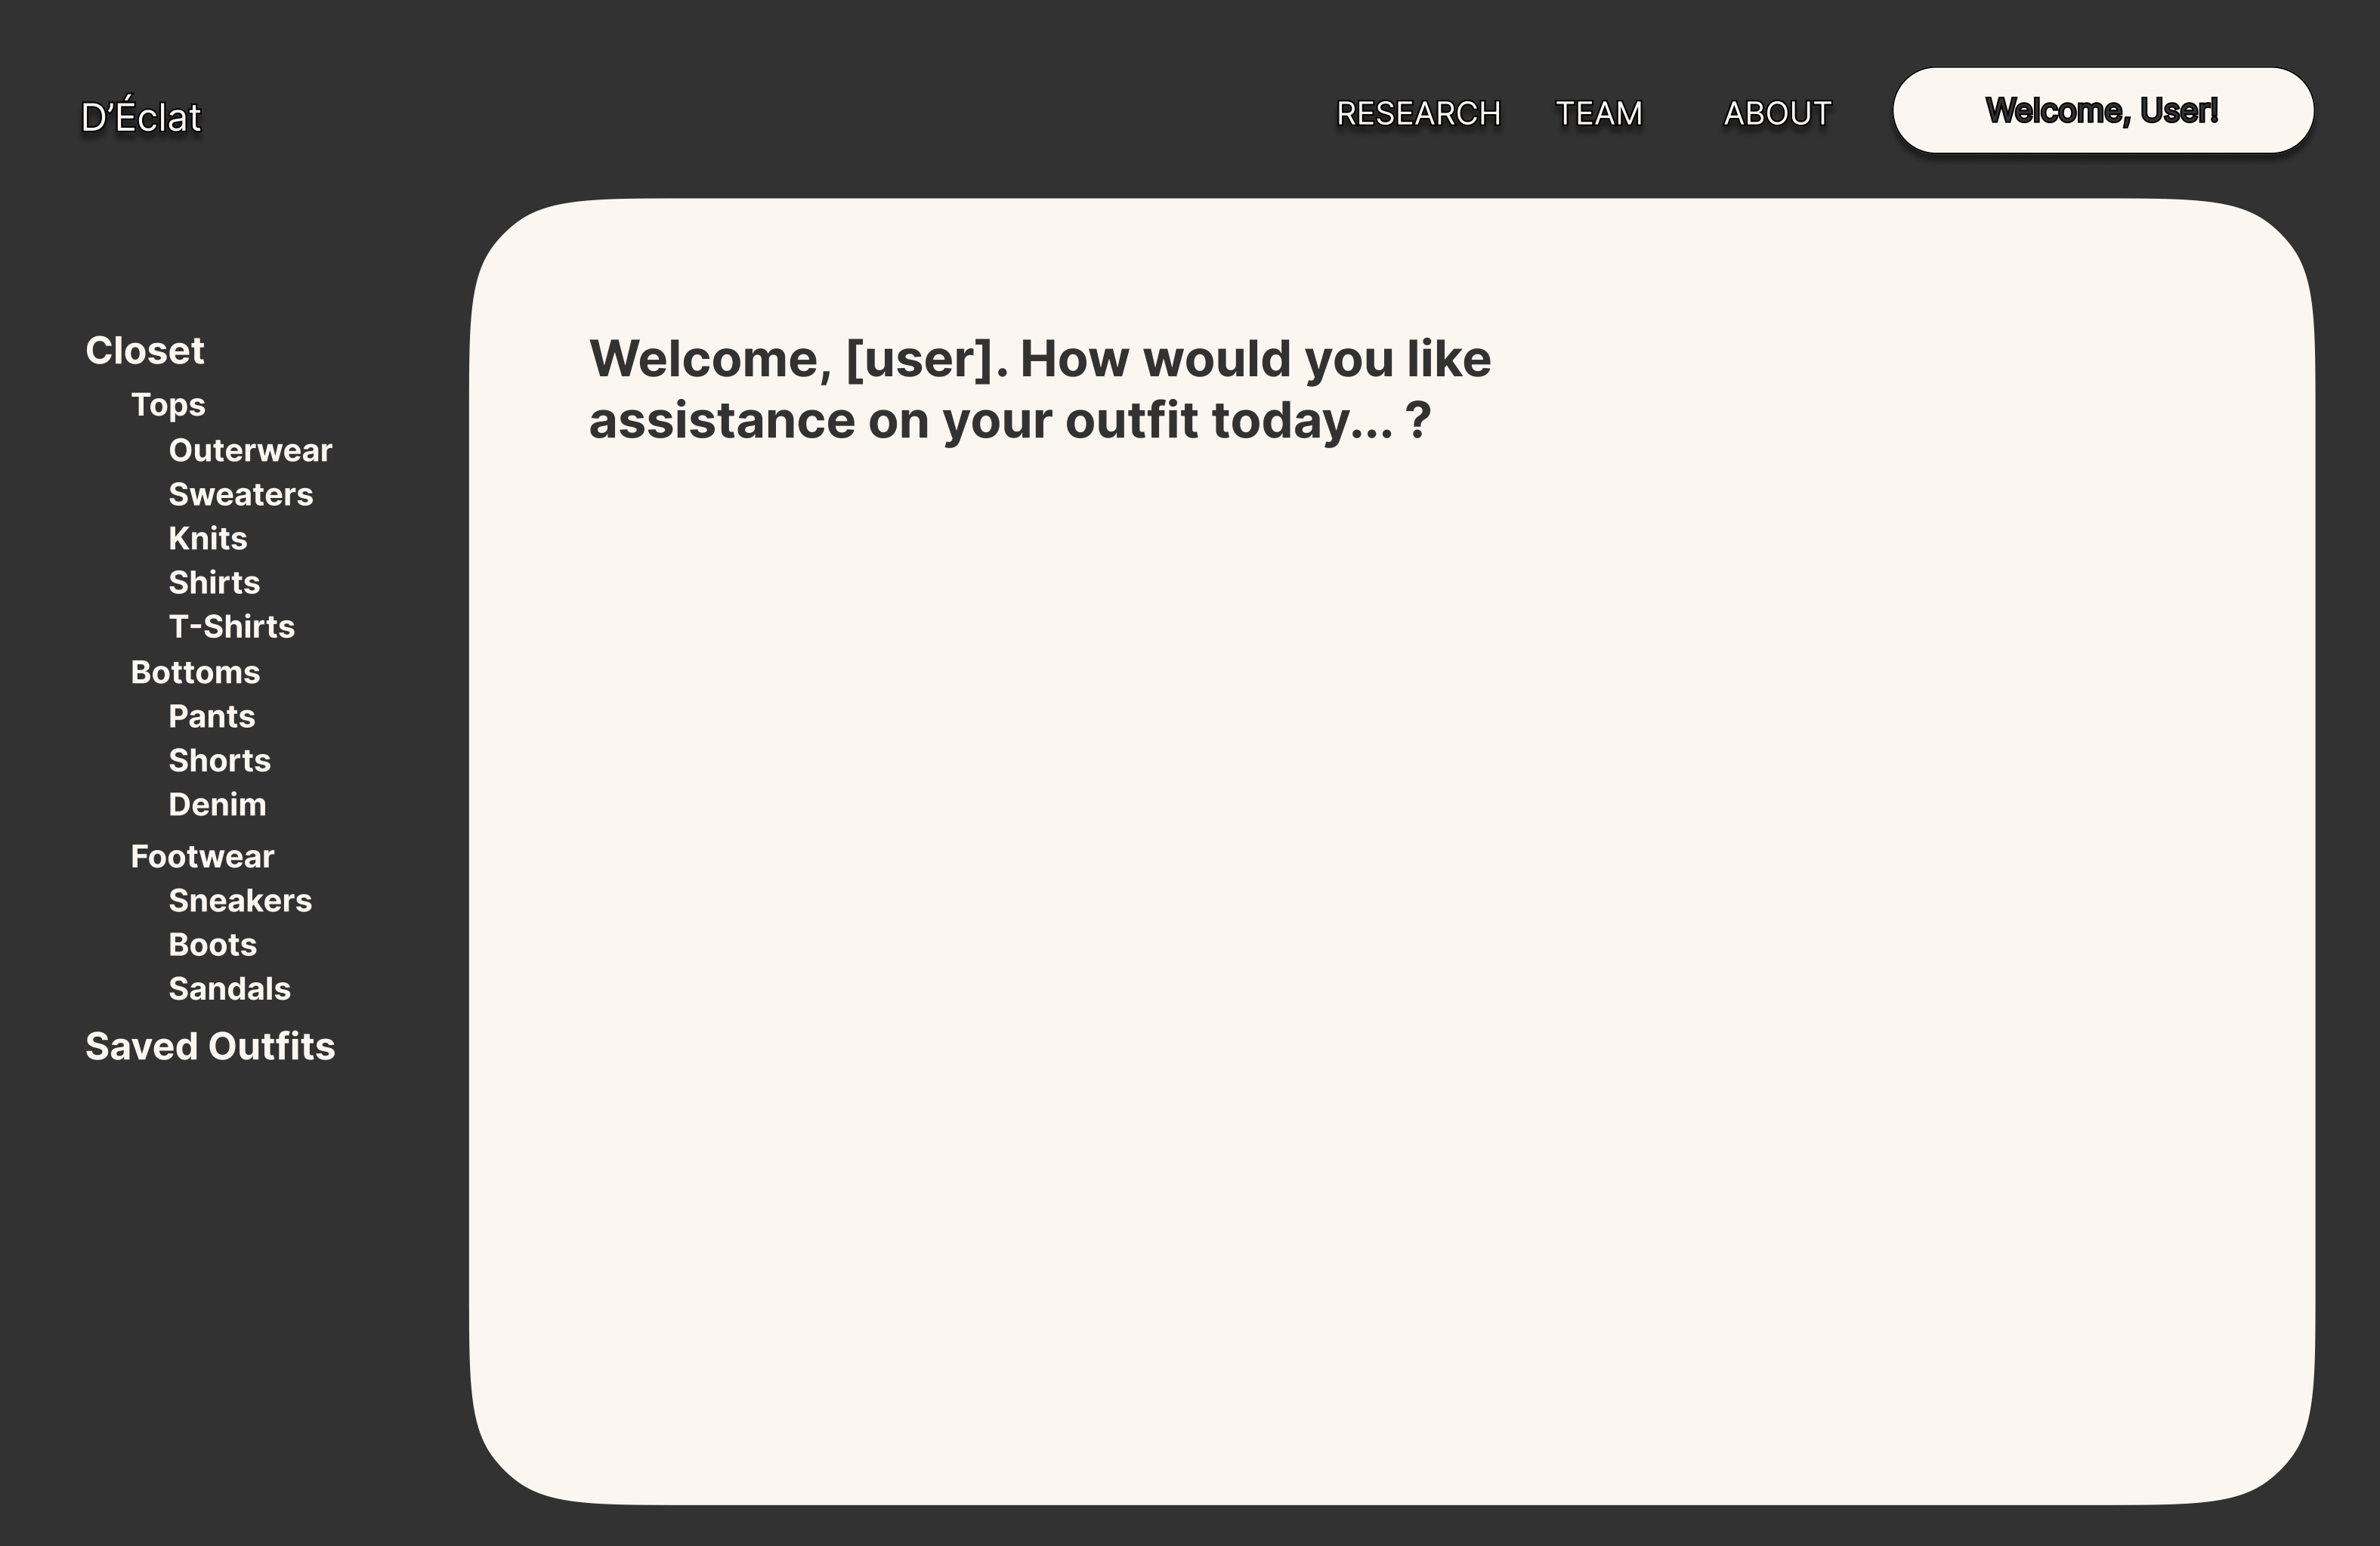 D’Éclat
RESEARCH
TEAM
ABOUT
Welcome, User!
Closet
Tops
Outerwear
Sweaters
Knits
Shirts
T-Shirts
Bottoms
Pants
Shorts
Denim
Footwear
Sneakers
Boots
Sandals
Saved Outfits
Welcome, [user]. How would you like
assistance on your outfit today... ?